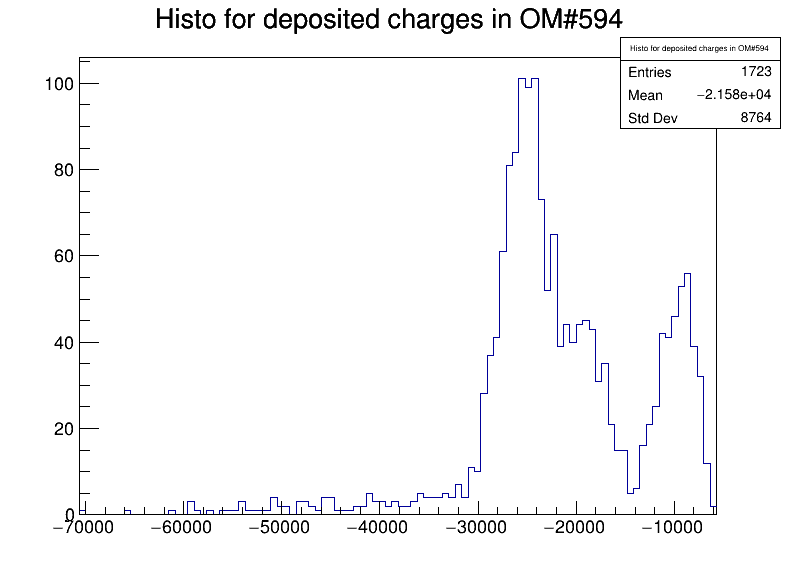 Histo for deposited charges in OM#594
Histo for deposited charges in OM#594
Entries 1723
Mean −2.158e+04
Std Dev 8764
100
80
60
40
20
0
−70000 −60000 −50000 −40000 −30000 −20000 −10000